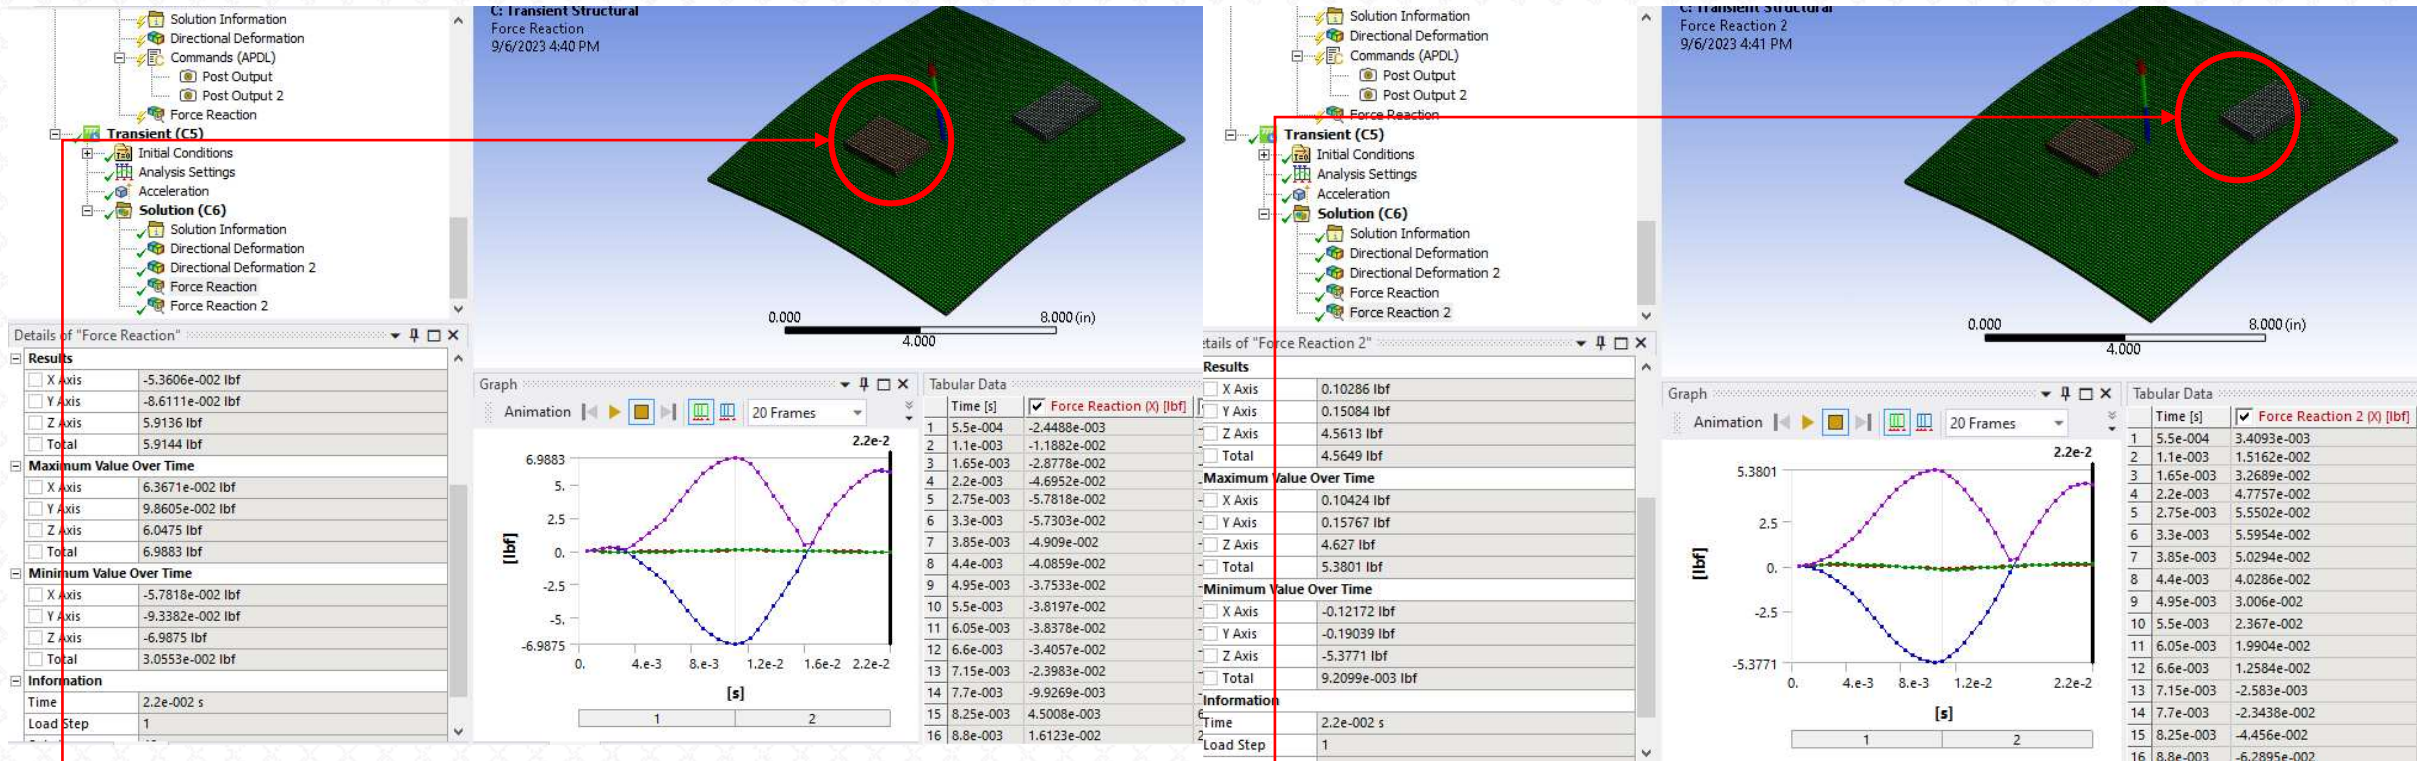 Solution Information
Directional Deformation
Commands (APDL)
Post Output
Post Output 2
Force Reaction
Transient (C5)
Initial Conditions
Analysis Settings
Acceleration
Solution (C6)
Solution Information
Directional Deformation
Directional Deformation 2
Force Reaction
Force Reaction 2
C: Transient Structural
Force Reaction
9/6/2023 4:40 PM
0.000
8.000 (in)
4.000
Details of "Force Reaction"
Results
X Axis -5.3606e-002 lbf
Y Axis -8.6111e-002 lbf
Z Axis 5.9136 lbf
Total 5.9144 lbf
Maximum Value Over Time
X Axis 6.3671e-002 lbf
Y Axis 9.8605e-002 lbf
Z Axis 6.0475 lbf
Total 6.9883 lbf
Minimum Value Over Time
X Axis -5.7818e-002 lbf
Y Axis -9.3382e-002 lbf
Z Axis -6.9875 lbf
Total 3.0553e-002 lbf
Information
Time 2.2e-002 s
Load Step 1
Graph
Animation 20 Frames
2.2e-2
6.9883
5.
2.5
0.
-2.5
-5.
-6.9875
[lbf]
0. 4.e-3 8.e-3 1.2e-2 1.6e-2 2.2e-2
[s]
1 2
Tabular Data
Time [s] Force Reaction (X) [lbf]
1 5.5e-004 -2.4488e-003
2 1.1e-003 -1.1882e-002
3 1.65e-003 -2.8778e-002
4 2.2e-003 -4.6952e-002
5 2.75e-003 -5.7818e-002
6 3.3e-003 -5.7303e-002
7 3.85e-003 -4.909e-002
8 4.4e-003 -4.0859e-002
9 4.95e-003 -3.7533e-002
10 5.5e-003 -3.8197e-002
11 6.05e-003 -3.8378e-002
12 6.6e-003 -3.4057e-002
13 7.15e-003 -2.3983e-002
14 7.7e-003 -9.9269e-003
15 8.25e-003 4.5008e-003
16 8.8e-003 1.6123e-002
Solution Information
Directional Deformation
Commands (APDL)
Post Output
Post Output 2
Force Reaction
Transient (C5)
Initial Conditions
Analysis Settings
Acceleration
Solution (C6)
Solution Information
Directional Deformation
Directional Deformation 2
Force Reaction
Force Reaction 2
C: Transient Structural
Force Reaction 2
9/6/2023 4:41 PM
0.000
8.000 (in)
4.000
etails of "Force Reaction 2"
Results
X Axis 0.10286 lbf
Y Axis 0.15084 lbf
Z Axis 4.5613 lbf
Total 4.5649 lbf
Maximum Value Over Time
X Axis 0.10424 lbf
Y Axis 0.15767 lbf
Z Axis 4.627 lbf
Total 5.3801 lbf
Minimum Value Over Time
X Axis -0.12172 lbf
Y Axis -0.19039 lbf
Z Axis -5.3771 lbf
Total 9.2099e-003 lbf
Information
Time 2.2e-002 s
Load Step 1
Graph
Animation 20 Frames
2.2e-2
5.3801
2.5
0.
-2.5
-5.3771
[lbf]
0. 4.e-3 8.e-3 1.2e-2 2.2e-2
[s]
1 2
Tabular Data
Time [s] Force Reaction 2 (X) [lbf]
1 5.5e-004 3.4093e-003
2 1.1e-003 1.5162e-002
3 1.65e-003 3.2689e-002
4 2.2e-003 4.7757e-002
5 2.75e-003 5.5502e-002
6 3.3e-003 5.5954e-002
7 3.85e-003 5.0294e-002
8 4.4e-003 4.0286e-002
9 4.95e-003 3.006e-002
10 5.5e-003 2.367e-002
11 6.05e-003 1.9904e-002
12 6.6e-003 1.2584e-002
13 7.15e-003 -2.583e-003
14 7.7e-003 -2.3438e-002
15 8.25e-003 -4.456e-002
16 8.8e-003 -6.2895e-002